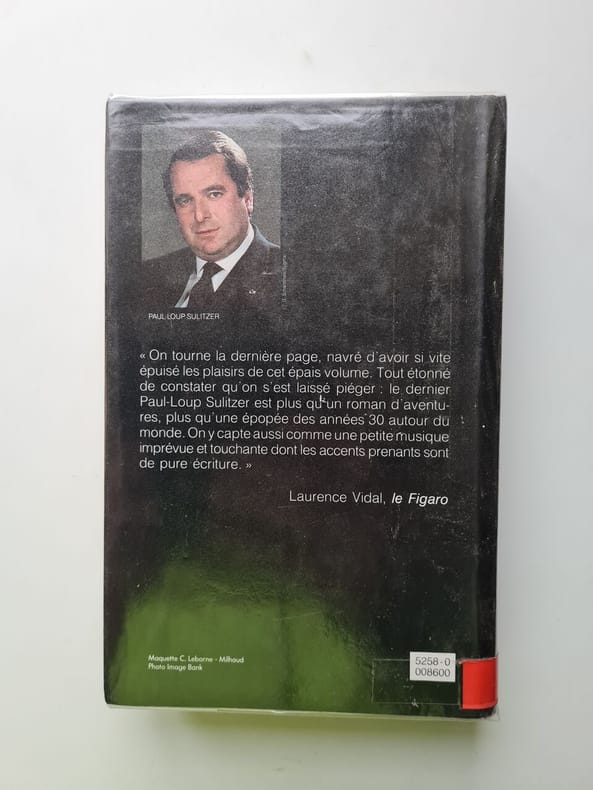 PAUL-LOUP SULITZER
« On tourne la dernière page, navré d'avoir si vite
épuisé les plaisirs de cet épais volume. Tout étonné
de constater qu'on s'est laissé piéger : le dernier
Paul-Loup Sulitzer est plus qu'un roman d'aventu-
res, plus qu'une épopée des années 30 autour du
monde. On y capte aussi comme une petite musique
imprévue et touchante dont les accents prenants sont
de pure écriture. »
Laurence Vidal, le Figaro
Maquette C. Leborne - Milhaud
Photo Image Bank
5258-0
008600